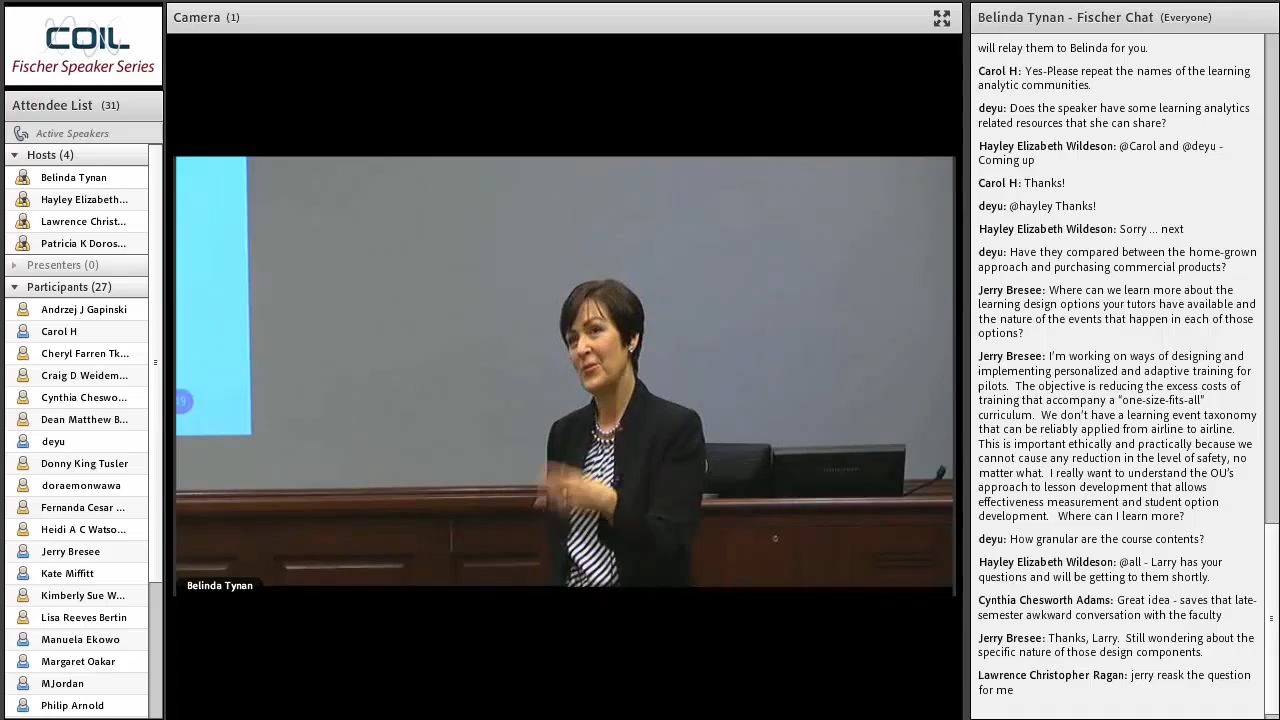 COIL
Fischer Speaker Series
Attendee List (31)
Active Speakers
Hosts (4)
Belinda Tynan
Hayley Elizabeth...
Lawrence Christ...
Patricia K Doros...
Presenters (0)
Participants (27)
Andrzej J Gapinski
Carol H
Cheryl Farren Tk...
Craig D Weidem...
Cynthia Cheswo...
Dean Matthew B...
deyu
Donny King Tusler
doraemonwawa
Fernanda Cesar ...
Heidi A C Watso...
Jerry Bresee
Kate Miffitt
Kimberly Sue W...
Lisa Reeves Bertin
Manuela Ekowo
Margaret Oakar
MJordan
Philip Arnold
Camera (1)
Belinda Tynan
Belinda Tynan - Fischer Chat (Everyone)
will relay them to Belinda for you.
Carol H: Yes-Please repeat the names of the learning
analytic communities.
deyu: Does the speaker have some learning analytics
related resources that she can share?
Hayley Elizabeth Wildeson: @Carol and @deyu -
Coming up
Carol H: Thanks!
deyu: @hayley Thanks!
Hayley Elizabeth Wildeson: Sorry ... next
deyu: Have they compared between the home-grown
approach and purchasing commercial products?
Jerry Bresee: Where can we learn more about the
learning design options your tutors have available and
the nature of the events that happen in each of those
options?
Jerry Bresee: I'm working on ways of designing and
implementing personalized and adaptive training for
pilots. The objective is reducing the excess costs of
training that accompany a "one-size-fits-all"
curriculum. We don't have a learning event taxonomy
that can be reliably applied from airline to airline.
This is important ethically and practically because we
cannot cause any reduction in the level of safety, no
matter what. I really want to understand the OU's
approach to lesson development that allows
effectiveness measurement and student option
development. Where can I learn more?
deyu: How granular are the course contents?
Hayley Elizabeth Wildeson: @all - Larry has your
questions and will be getting to them shortly.
Cynthia Chesworth Adams: Great idea - saves that late-
semester awkward conversation with the faculty
Jerry Bresee: Thanks, Larry. Still wondering about the
specific nature of those design components.
Lawrence Christopher Ragan: jerry reask the question
for me